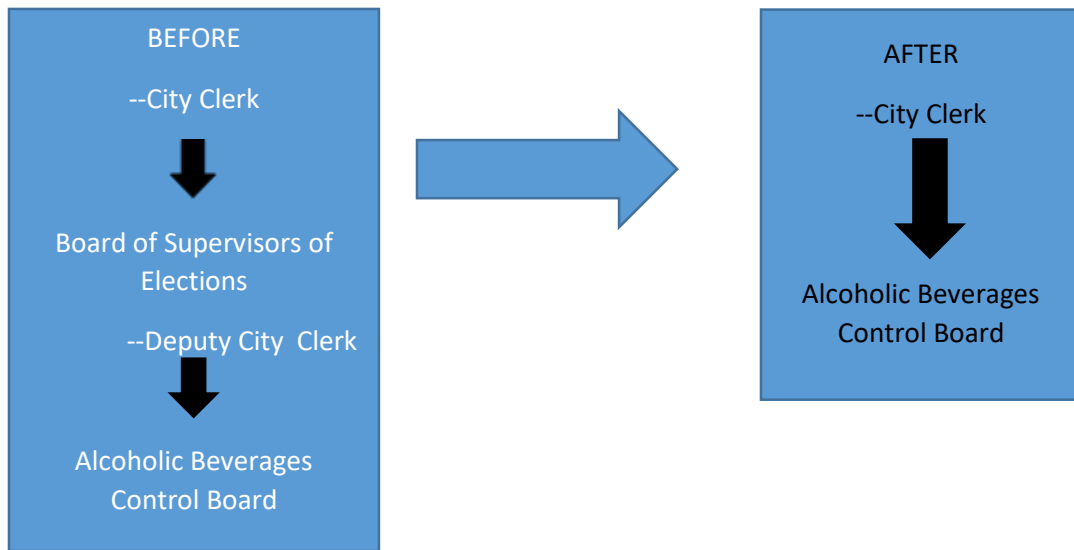 BEFORE
--City Clerk
Board of Supervisors of
Elections
--Deputy City  Clerk
Alcoholic Beverages
Control Board
AFTER
--City Clerk
Alcoholic Beverages
Control Board